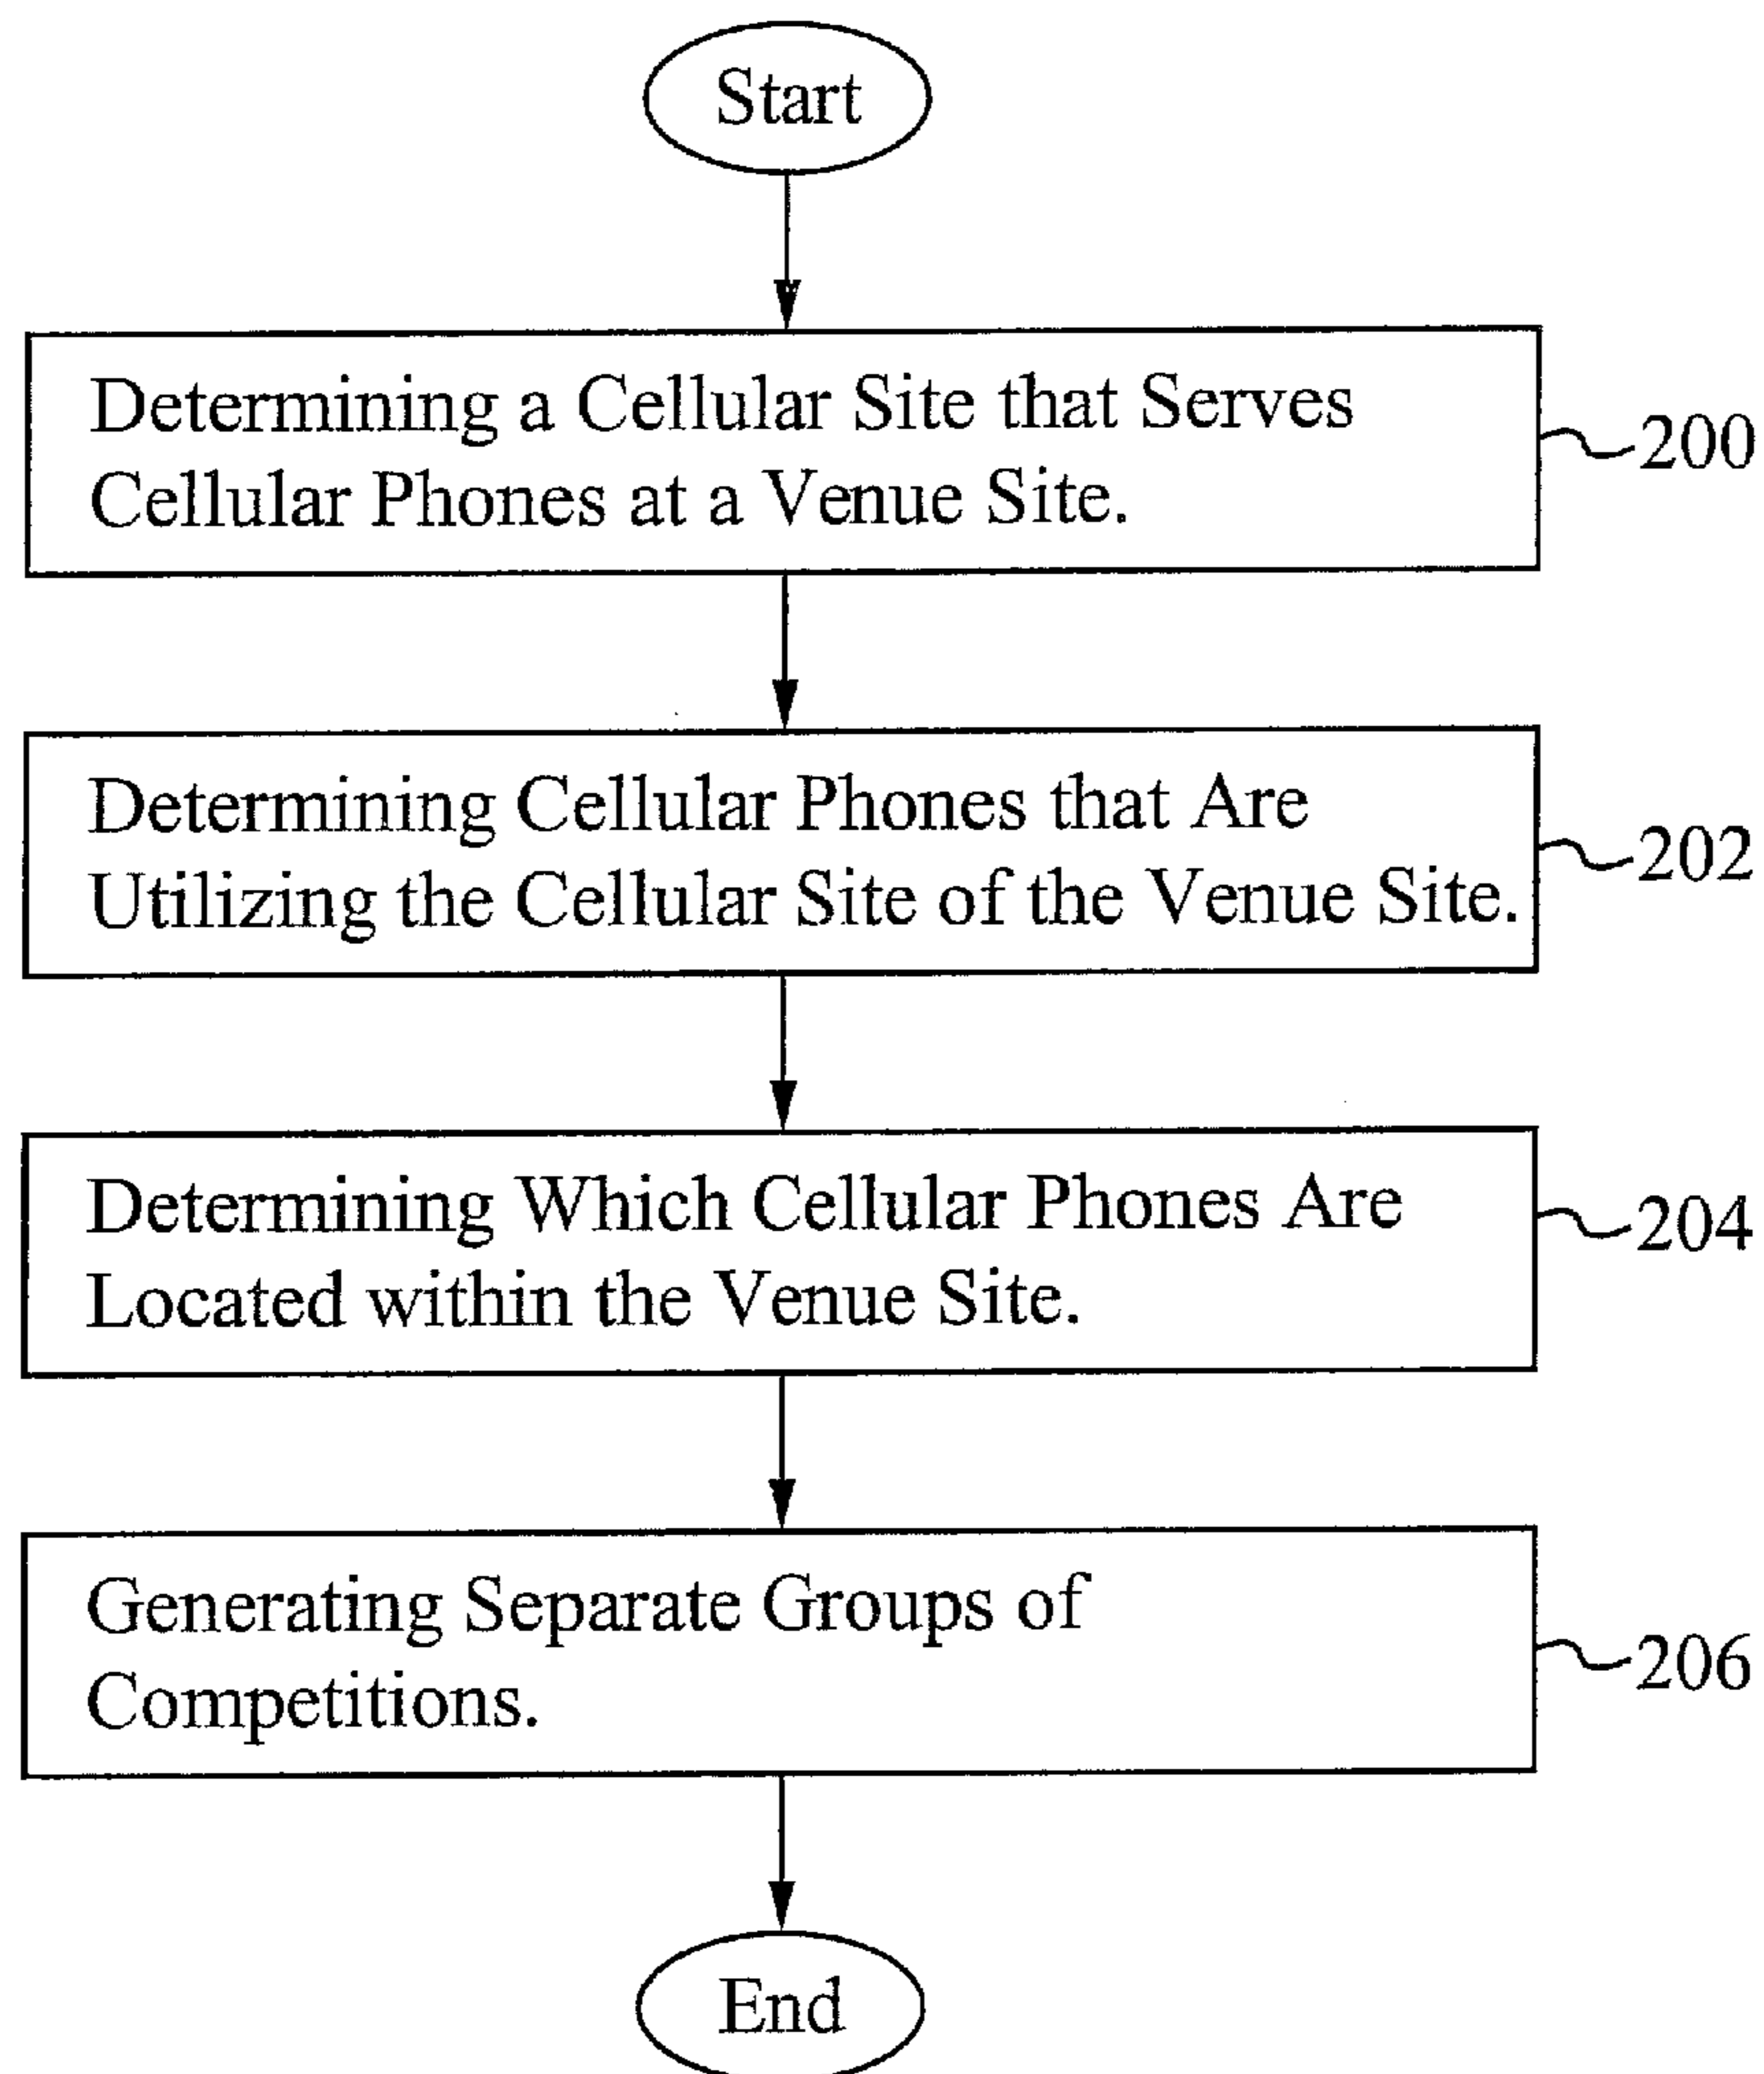 Start
Determining a Cellular Site that Serves
Cellular Phones at a Venue Site.
200
Determining Cellular Phones that Are
Utilizing the Cellular Site of the Venue Site.
202
Determining Which Cellular Phones Are
Located within the Venue Site.
204
Generating Separate Groups of
Competitions.
206
End